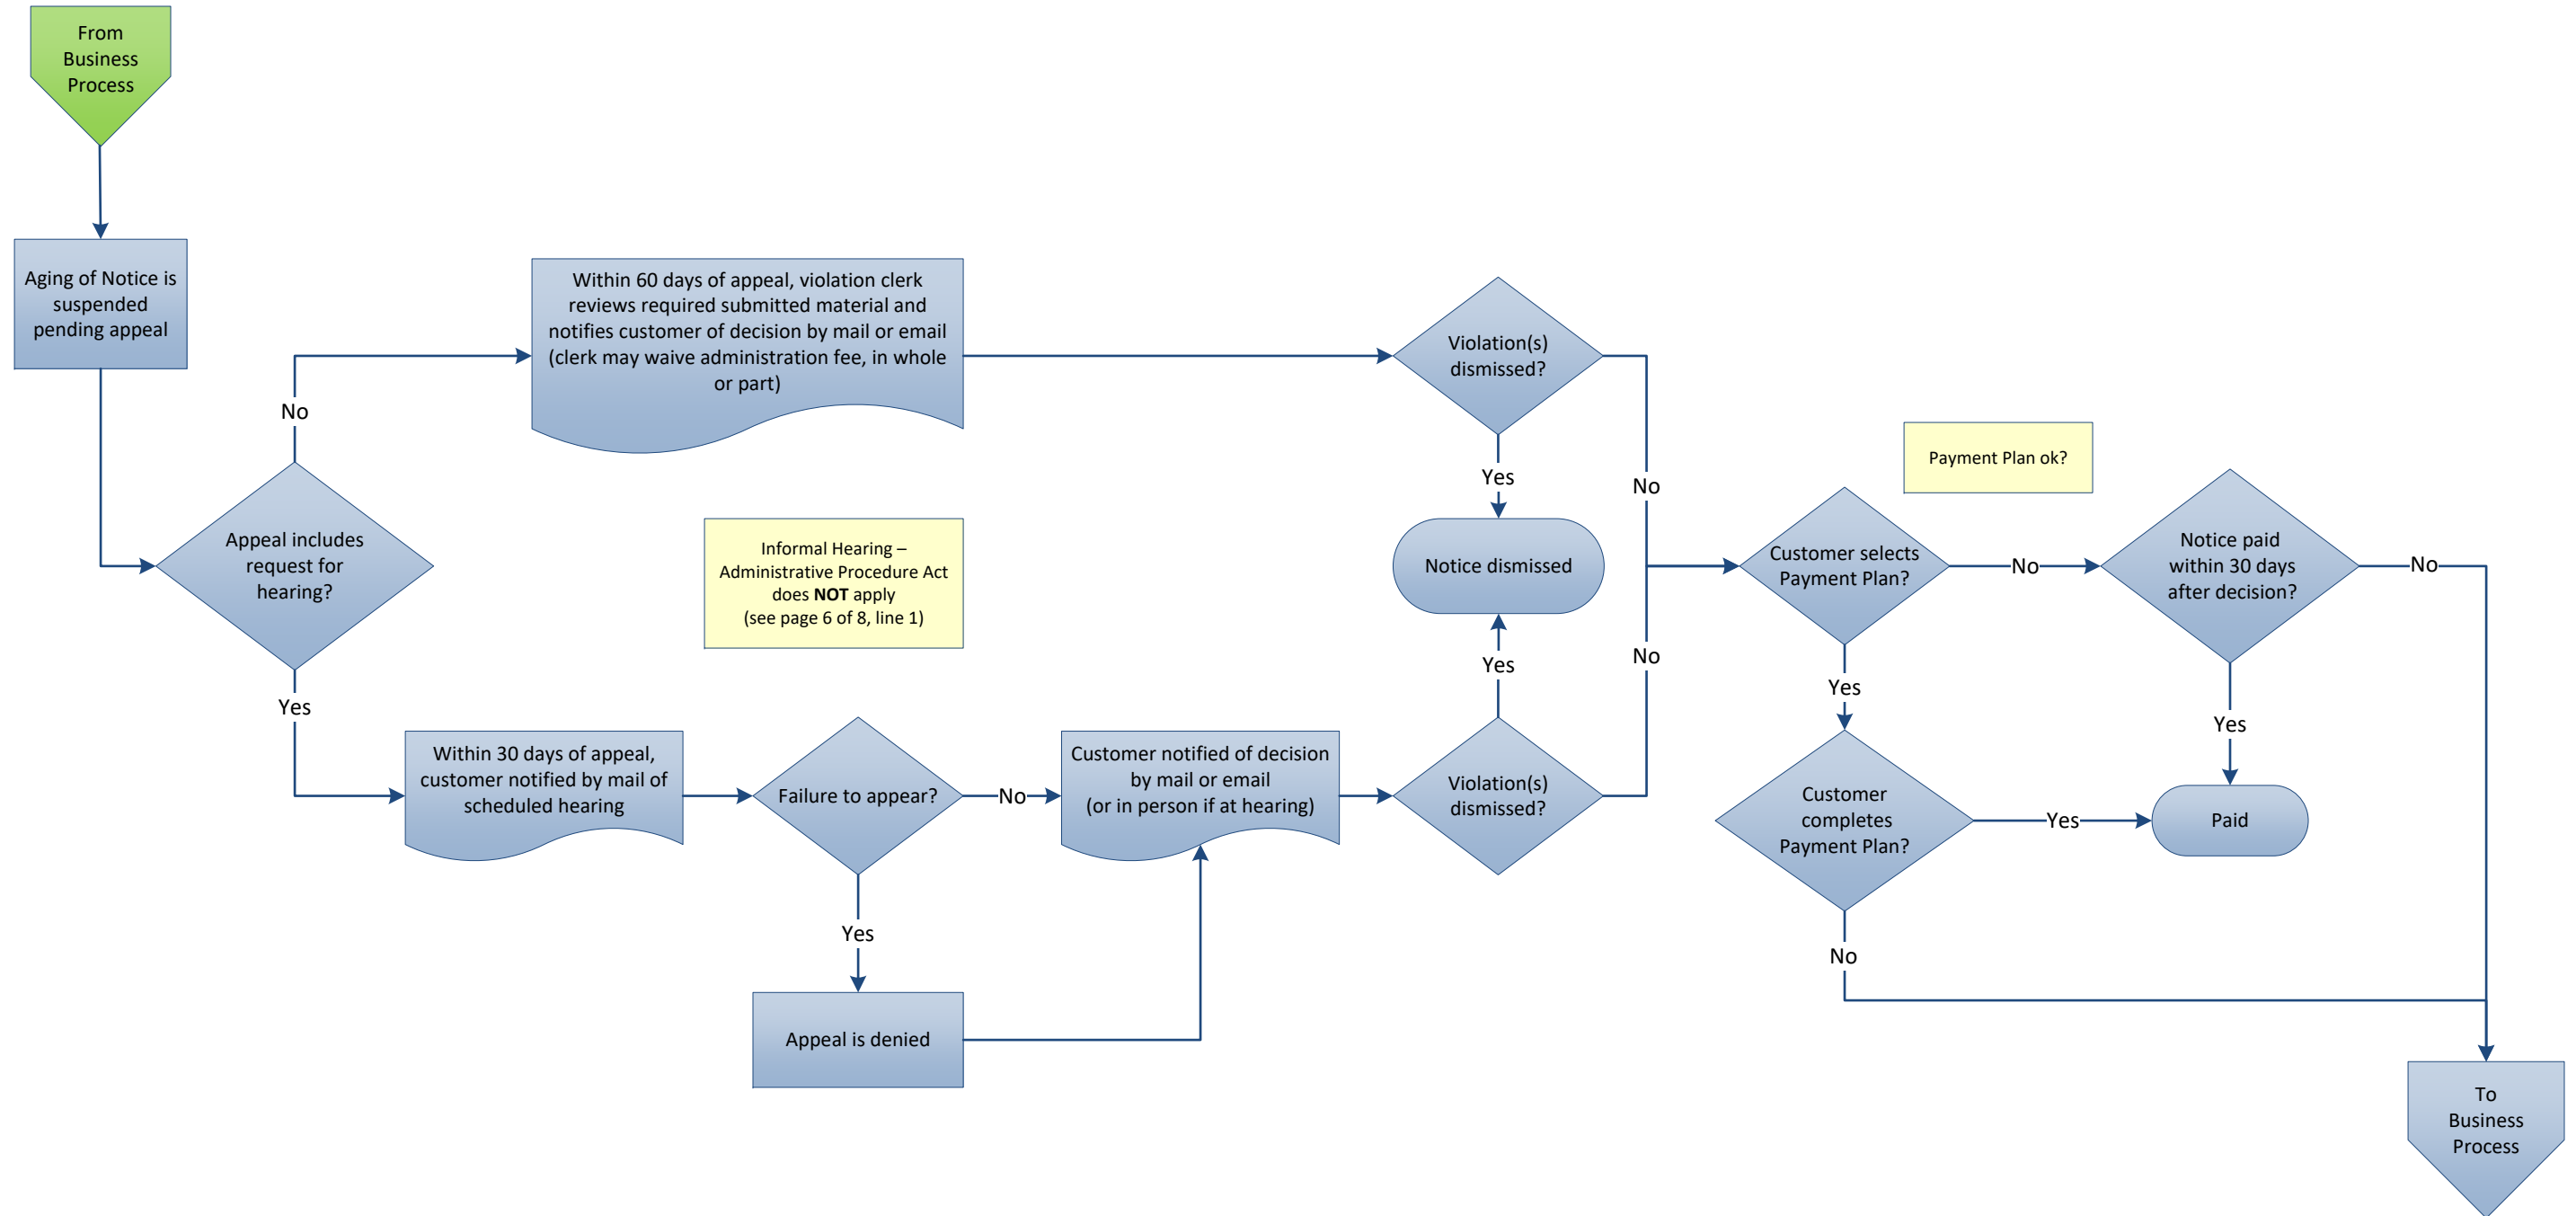 From
Business
Process
Aging of Notice is
suspended
pending appeal
Appeal includes
request for
hearing?
No
Yes
Within 60 days of appeal, violation clerk
reviews required submitted material and
notifies customer of decision by mail or email
(clerk may waive administration fee, in whole
or part)
Informal Hearing –
Administrative Procedure Act
does NOT apply
(see page 6 of 8, line 1)
Within 30 days of appeal,
customer notified by mail of
scheduled hearing
Failure to appear?
No
Yes
Appeal is denied
Customer notified of decision
by mail or email
(or in person if at hearing)
Violation(s)
dismissed?
Yes
No
Notice dismissed
Yes
No
Violation(s)
dismissed?
Customer selects
Payment Plan?
No
Yes
Payment Plan ok?
Notice paid
within 30 days
after decision?
No
Yes
Customer
completes
Payment Plan?
Yes
No
Paid
To
Business
Process